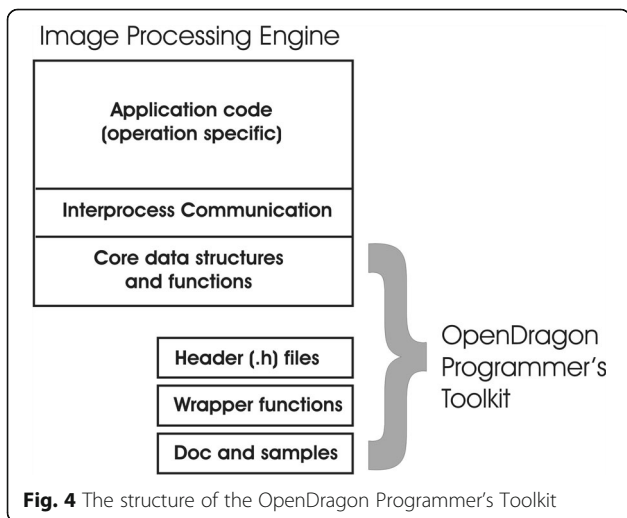 Image Processing Engine
Application code
(operation specific)
Interprocess Communication
Core data structures
and functions
Header (.h) files
Wrapper functions
Doc and samples
OpenDragon
Programmer's
Toolkit
Fig. 4 The structure of the OpenDragon Programmer's Toolkit